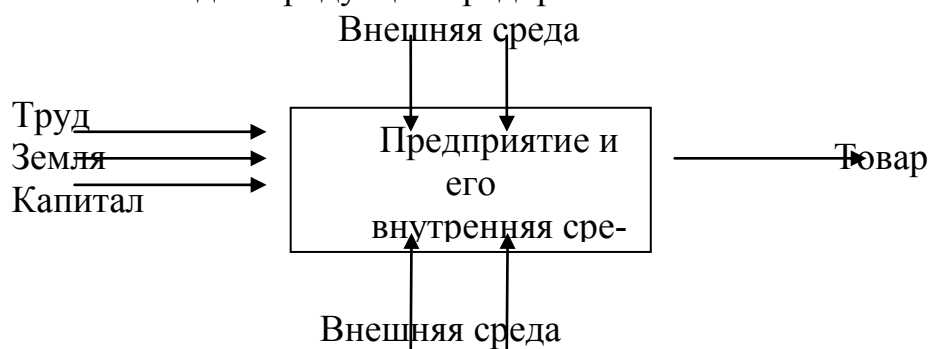 Внешняя среда
Труд
Земля
Капитал
Предприятие и
его
внутренняя сре-
Товар
Внешняя среда